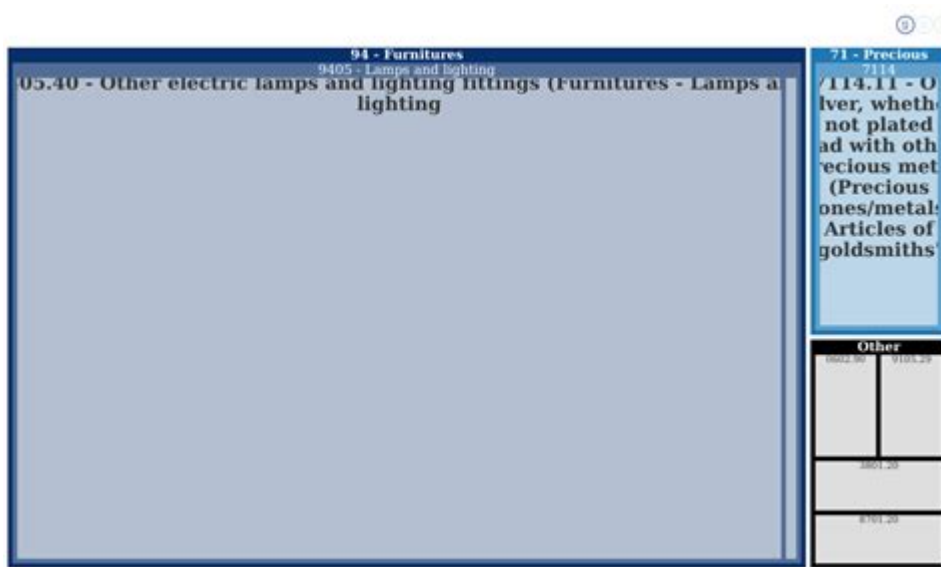 94 - Furnitures
9405 - Lamps and lighting
05.40 - Other electric lamps and lighting fittings (Furnitures - Lamps a
lighting
71 - Precious
7114
7114.11 - O
lver, wheth
not plated
ad with oth
recious met
(Precious
ones/metals
Articles of
goldsmiths'
Other
0602.90
9105.29
3801.20
8701.20